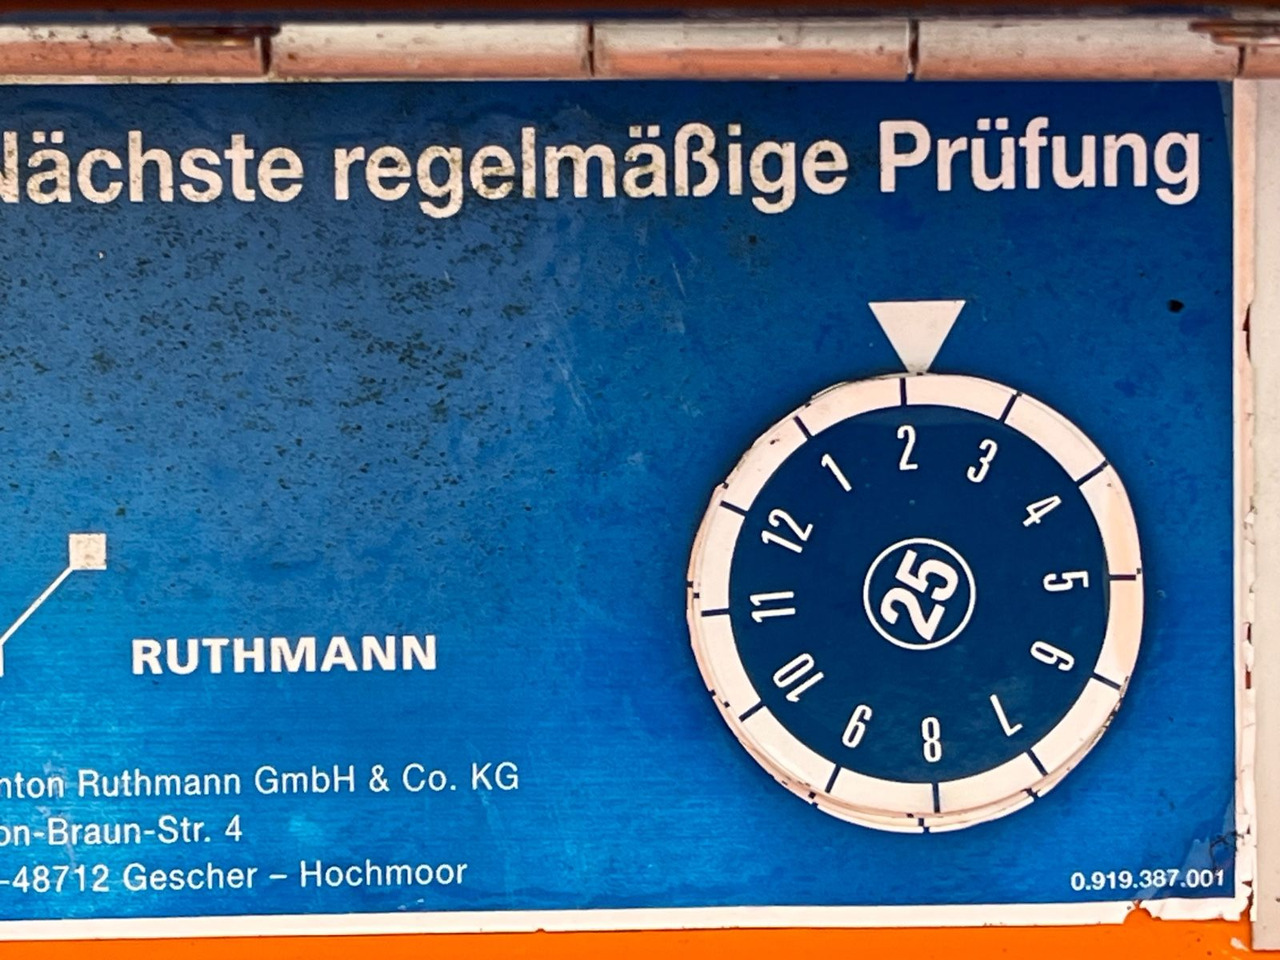 Nächste regelmäßige Prüfung
1 2 3 4 5 6 7 8 9 10 11 12
25
RUTHMANN
nton Ruthmann GmbH & Co. KG
on-Braun-Str. 4
-48712 Gescher – Hochmoor
0.919.387.001